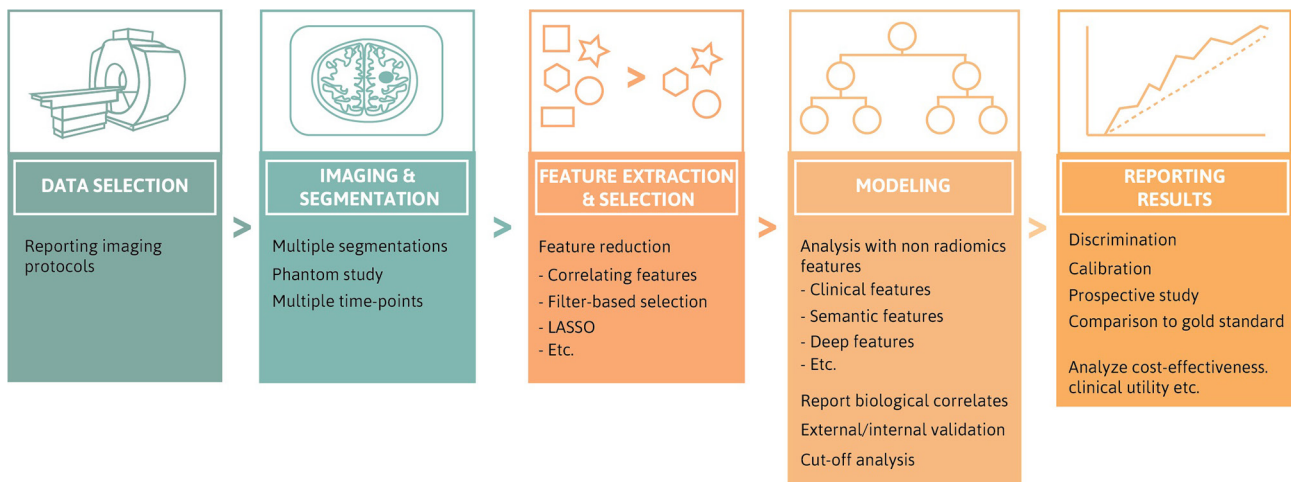 DATA SELECTION
Reporting imaging
protocols
>
IMAGING &
SEGMENTATION
Multiple segmentations
Phantom study
Multiple time-points
>
>
FEATURE EXTRACTION
& SELECTION
Feature reduction
- Correlating features
- Filter-based selection
- LASSO
- Etc.
>
MODELING
Analysis with non radiomics
features
- Clinical features
- Semantic features
- Deep features
- Etc.
Report biological correlates
External/internal validation
Cut-off analysis
>
REPORTING
RESULTS
Discrimination
Calibration
Prospective study
Comparison to gold standard
Analyze cost-effectiveness.
clinical utility etc.